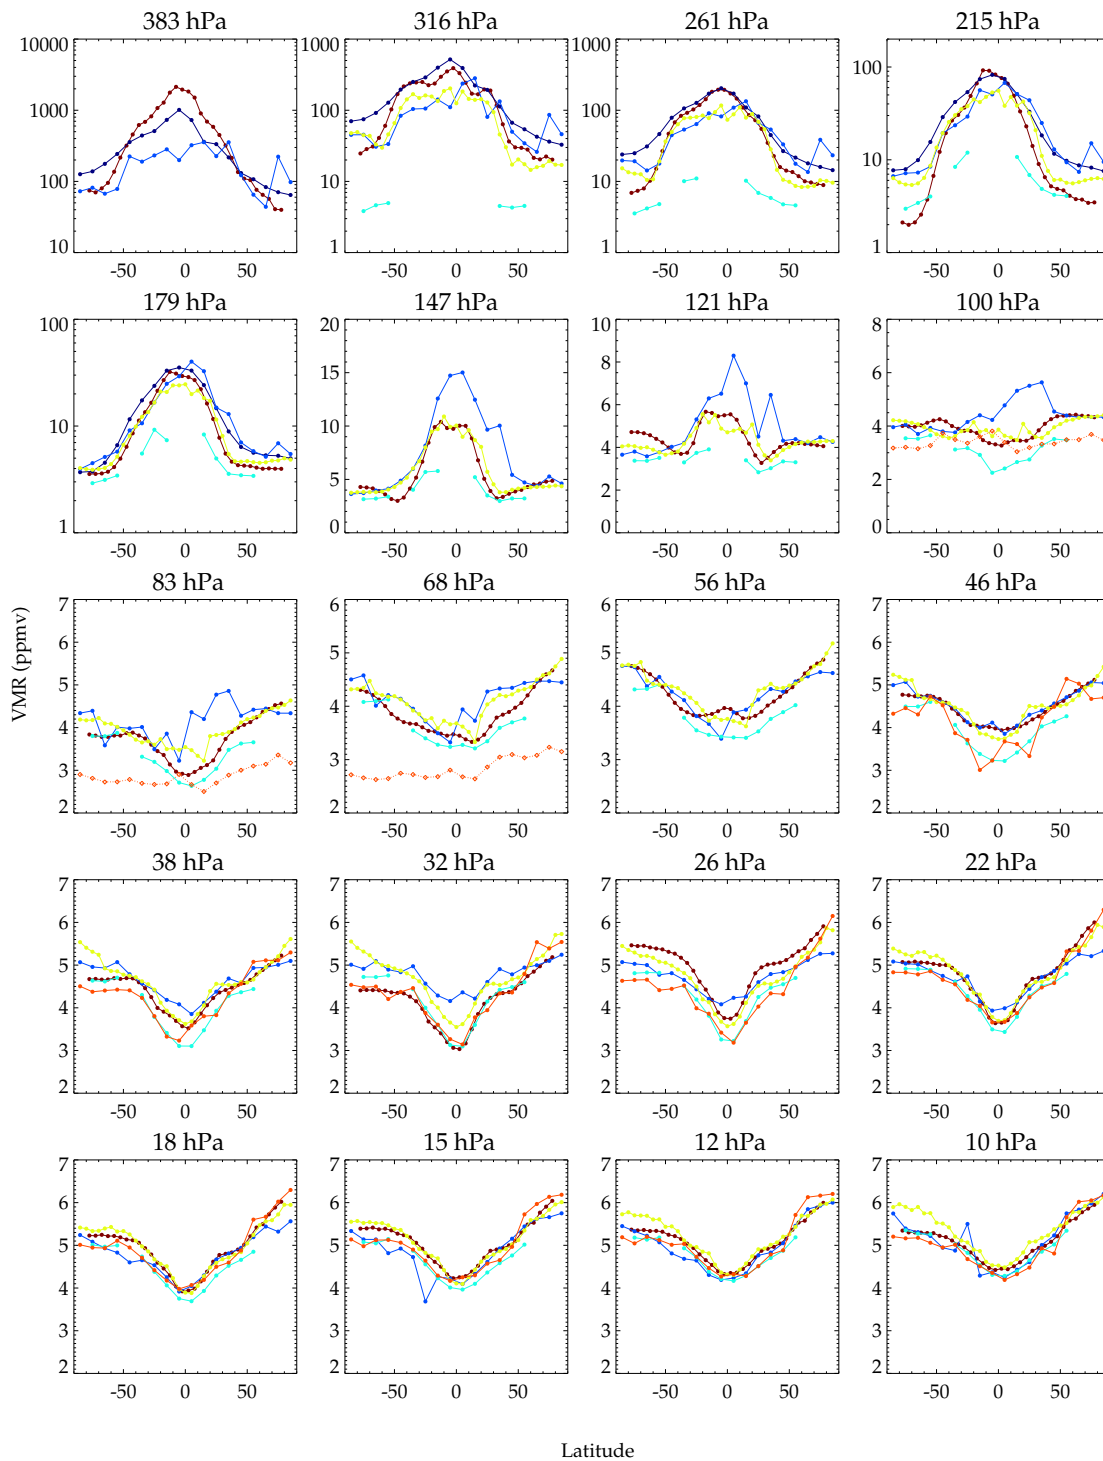 383 hPa 316 hPa 261 hPa 215 hPa
10000 1000 1000
1000 100 100 100
100 10 10 10
10 1 1 1
-50 0 50 -50 0 50 -50 0 50 -50 0 50
179 hPa 147 hPa 121 hPa 100 hPa
100 20 10 8
15 8 6
10 10 6 4
5 4 2
1 0 2 0 0
-50 0 50 -50 0 50 -50 0 50 -50 0 50
83 hPa 68 hPa 56 hPa 46 hPa
7 6 6 7
6 5 5 6
5 4 4 5
4 3 3 4
3 3
2 2 2 2
-50 0 50 -50 0 50 -50 0 50 -50 0 50
VMR (ppmv)
38 hPa 32 hPa 26 hPa 22 hPa
7 7 7 7
6 6 6 6
5 5 5 5
4 4 4 4
3 3 3 3
2 2 2 2
-50 0 50 -50 0 50 -50 0 50 -50 0 50
18 hPa 15 hPa 12 hPa 10 hPa
7 7 7 7
6 6 6 6
5 5 5 5
4 4 4 4
3 3 3 3
2 2 2 2
-50 0 50 -50 0 50 -50 0 50 -50 0 50
Latitude